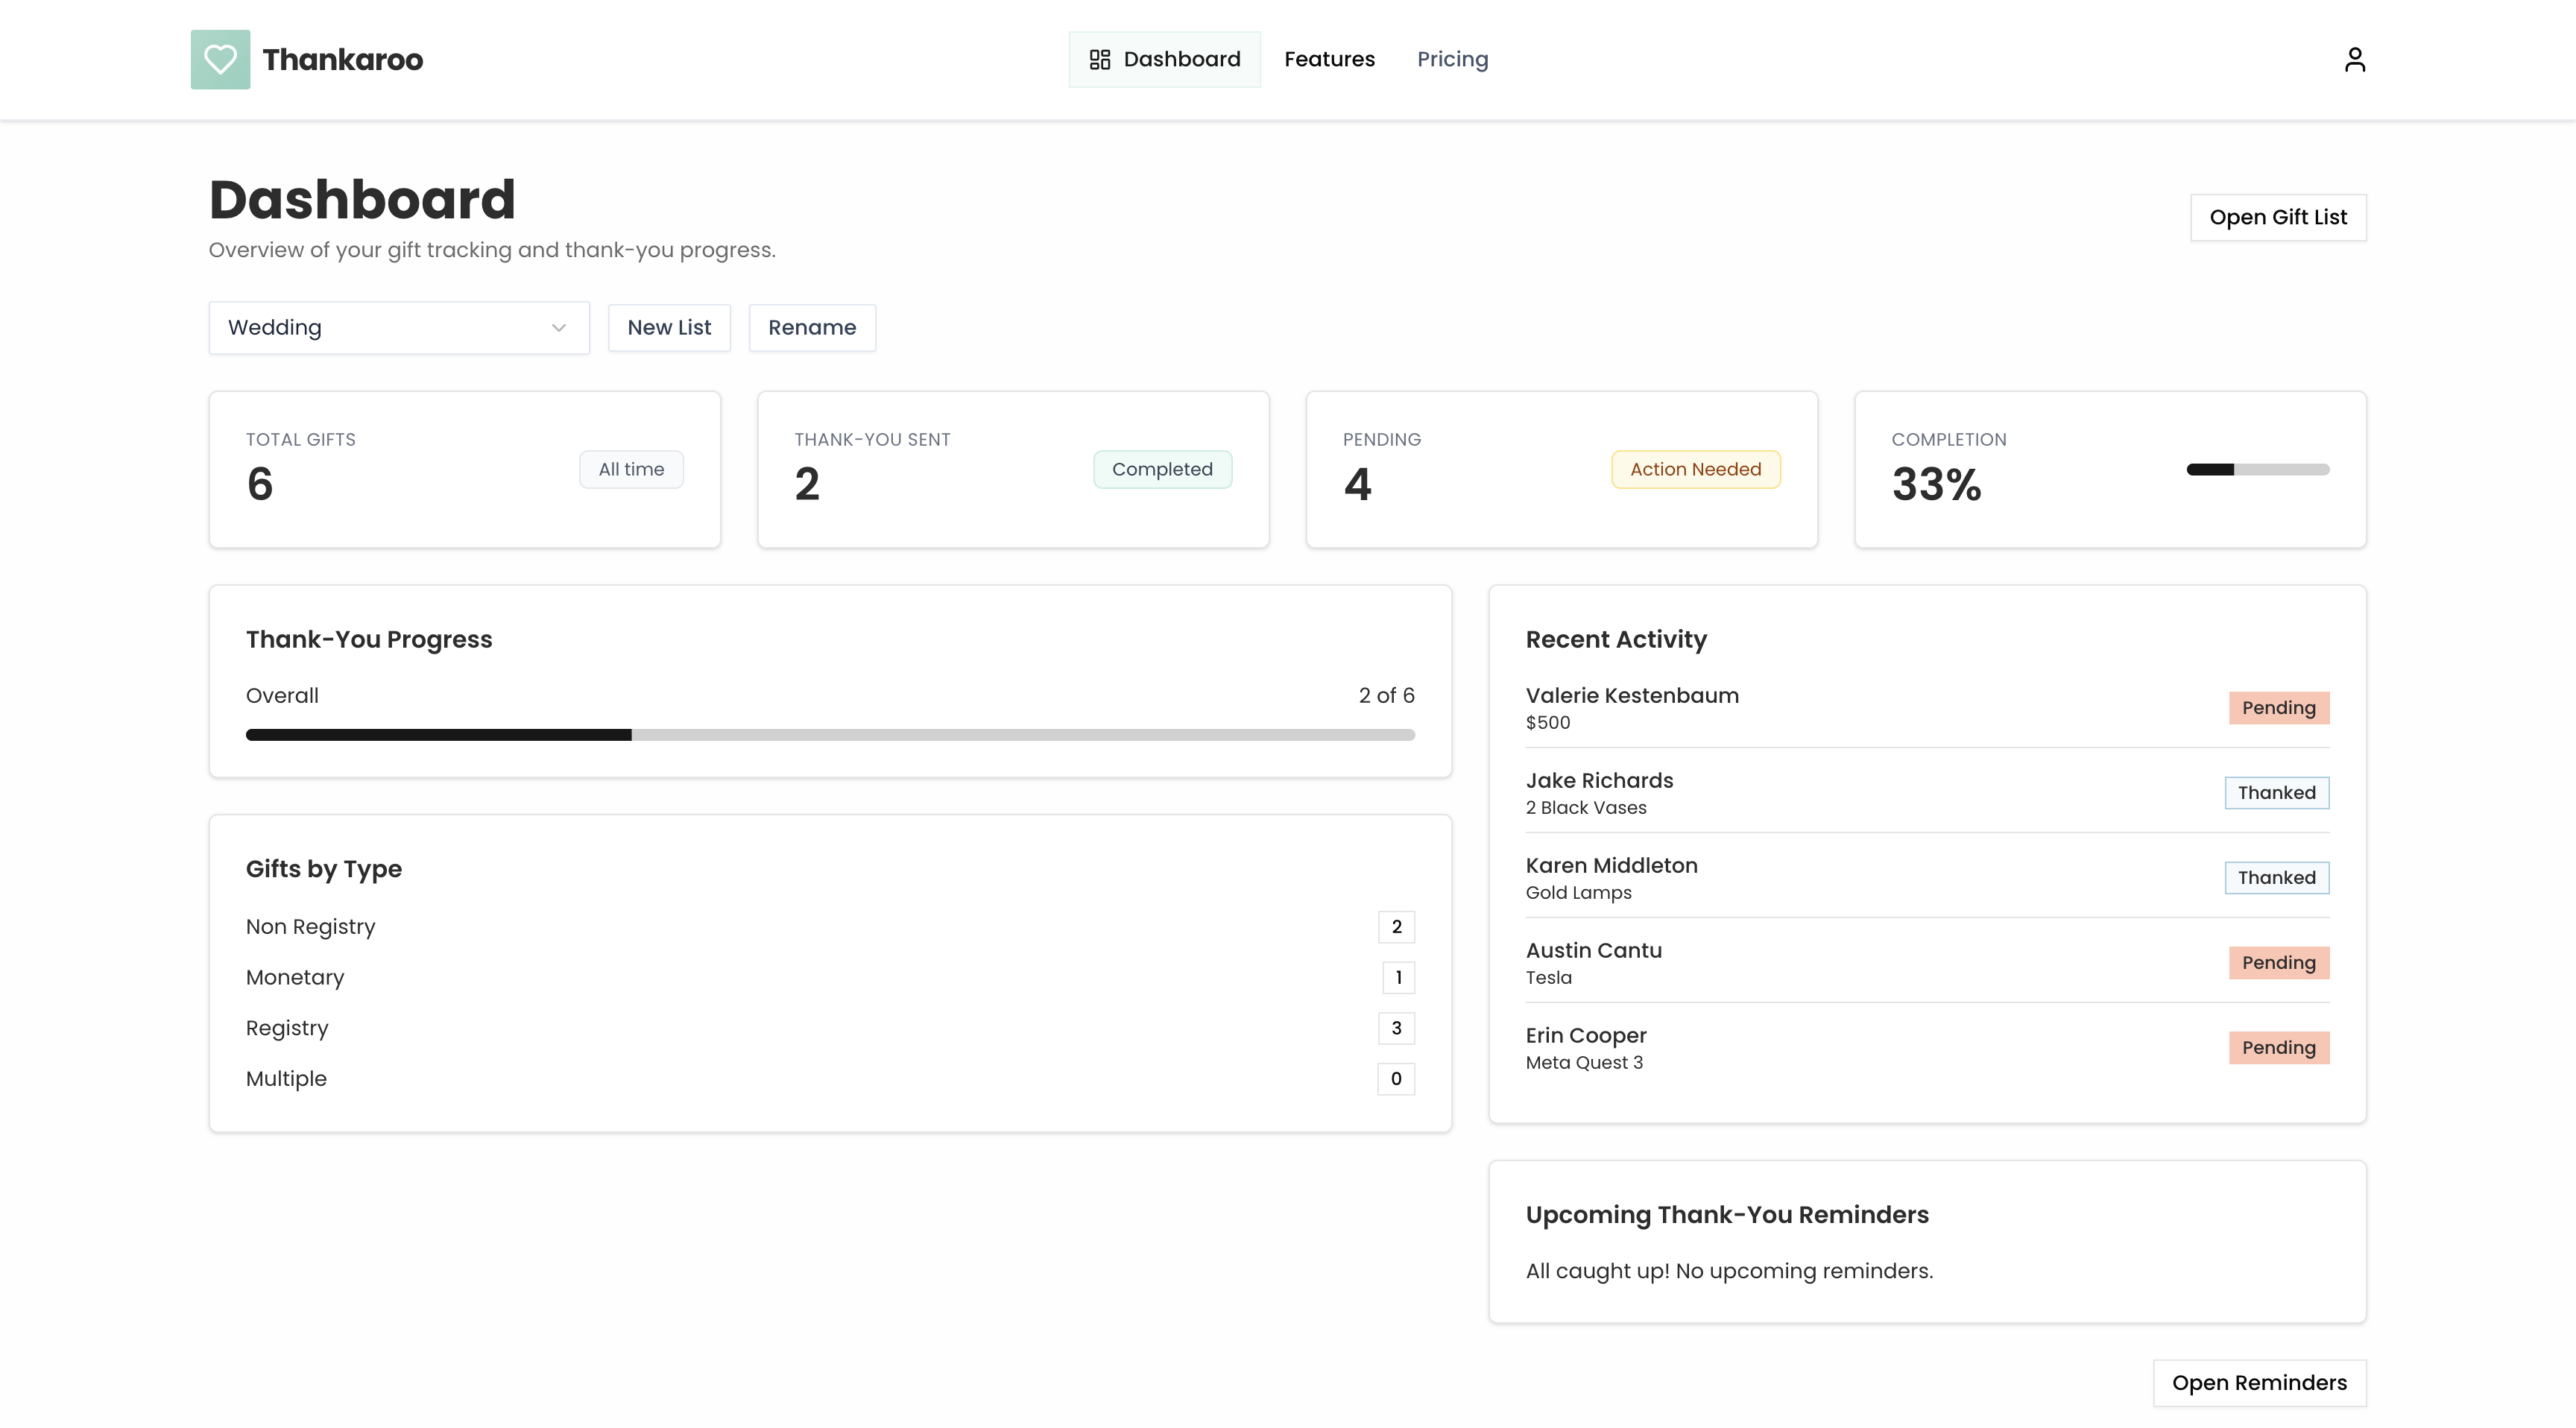 Thankaroo
Dashboard
Features
Pricing
Dashboard
Overview of your gift tracking and thank-you progress.
Open Gift List
Wedding
New List
Rename
TOTAL GIFTS
6
All time
THANK-YOU SENT
2
Completed
PENDING
4
Action Needed
COMPLETION
33%
Thank-You Progress
Overall
2 of 6
Gifts by Type
Non Registry
2
Monetary
1
Registry
3
Multiple
0
Recent Activity
Valerie Kestenbaum
$500
Pending
Jake Richards
2 Black Vases
Thanked
Karen Middleton
Gold Lamps
Thanked
Austin Cantu
Tesla
Pending
Erin Cooper
Meta Quest 3
Pending
Upcoming Thank-You Reminders
All caught up! No upcoming reminders.
Open Reminders